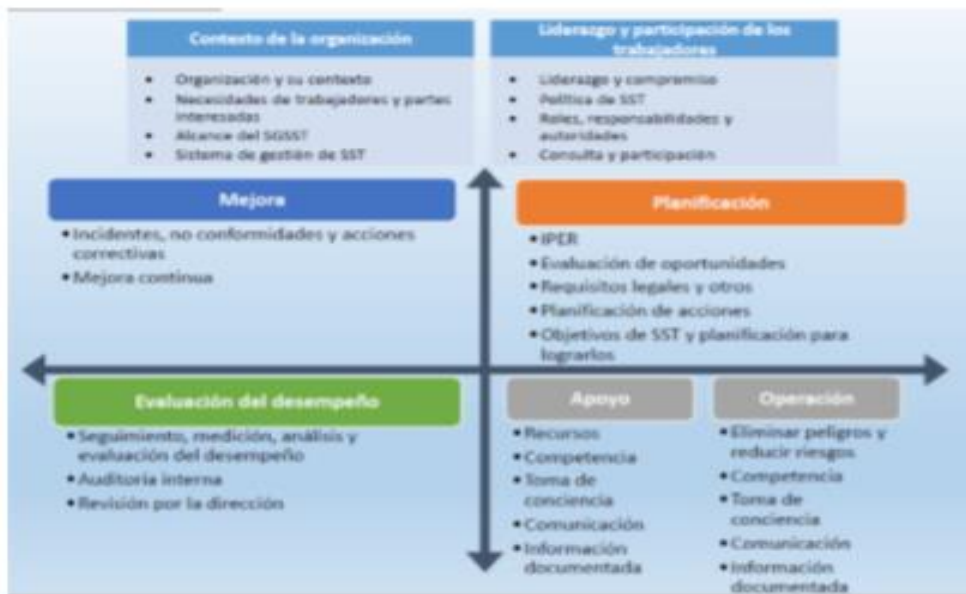 Contexto de la organización
• Organización y su contexto
• Necesidades de trabajadores y partes
interesadas
• Alcance del SGSST
• Sistema de gestión de SST
Liderazgo y participación de los
trabajadores
• Liderazgo y compromiso
• Política de SST
• Roles, responsabilidades y
autoridades
• Consulta y participación
Mejora
• Incidentes, no conformidades y acciones
correctivas
• Mejora continua
Planificación
• IPER
• Evaluación de oportunidades
• Requisitos legales y otros
• Planificación de acciones
• Objetivos de SST y planificación para
lograrlos
Evaluación del desempeño
• Seguimiento, medición, análisis y
evaluación del desempeño
• Auditoria interna
• Revisión por la dirección
Apoyo
• Recursos
• Competencia
• Toma de
conciencia
• Comunicación
• Información
documentada
Operación
• Eliminar peligros y
reducir riesgos
• Competencia
• Toma de
conciencia
• Comunicación
• Información
documentada